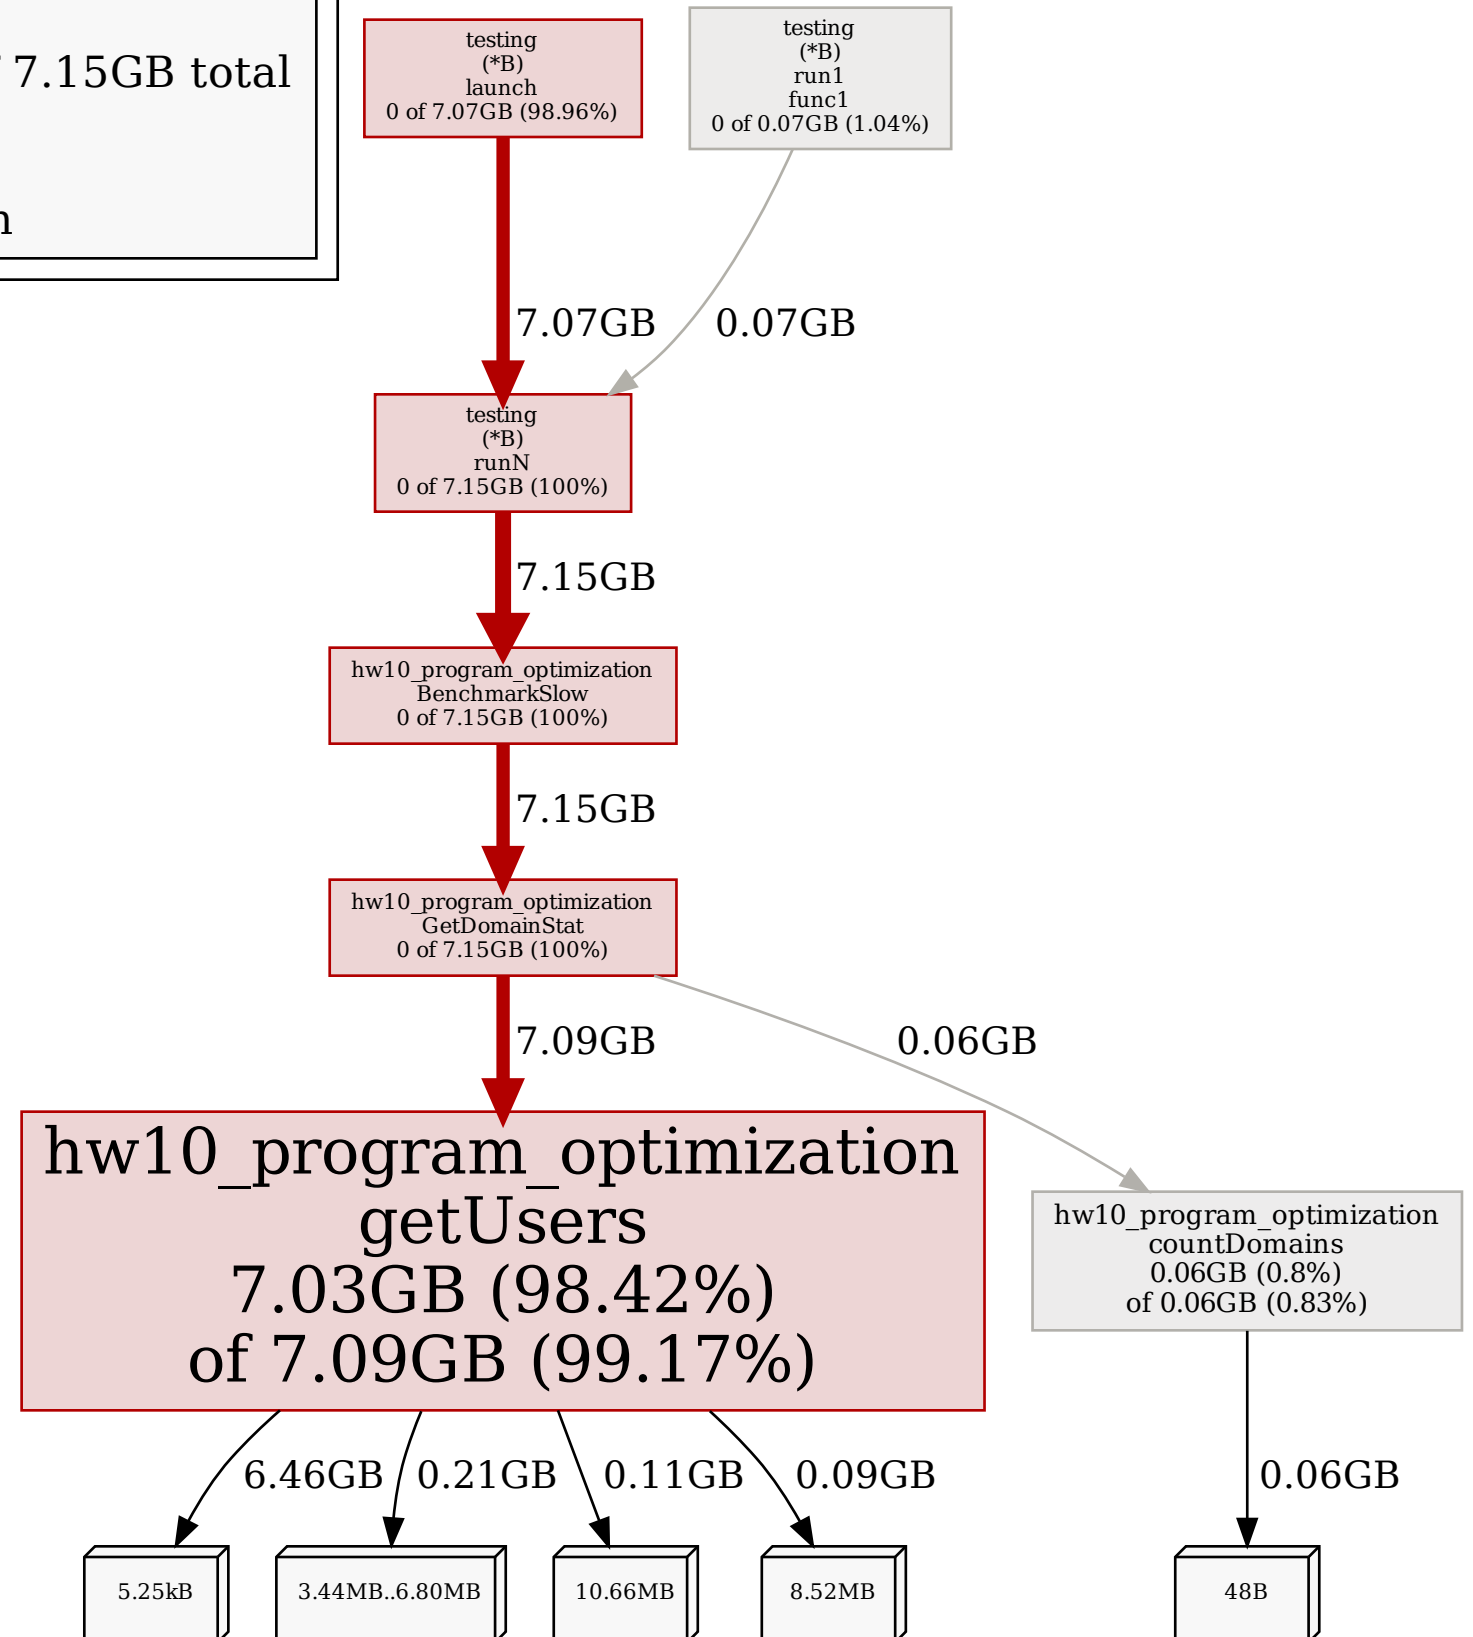 7.15GB total
testing
(*B)
launch
0 of 7.07GB (98.96%)
testing
(*B)
run1
func1
0 of 0.07GB (1.04%)
7.07GB
0.07GB
testing
(*B)
runN
0 of 7.15GB (100%)
7.15GB
hw10_program_optimization
BenchmarkSlow
0 of 7.15GB (100%)
7.15GB
hw10_program_optimization
GetDomainStat
0 of 7.15GB (100%)
7.09GB
0.06GB
hw10_program_optimization
getUsers
7.03GB (98.42%)
of 7.09GB (99.17%)
hw10_program_optimization
countDomains
0.06GB (0.8%)
of 0.06GB (0.83%)
6.46GB
0.21GB
0.11GB
0.09GB
0.06GB
5.25kB
3.44MB..6.80MB
10.66MB
8.52MB
48B